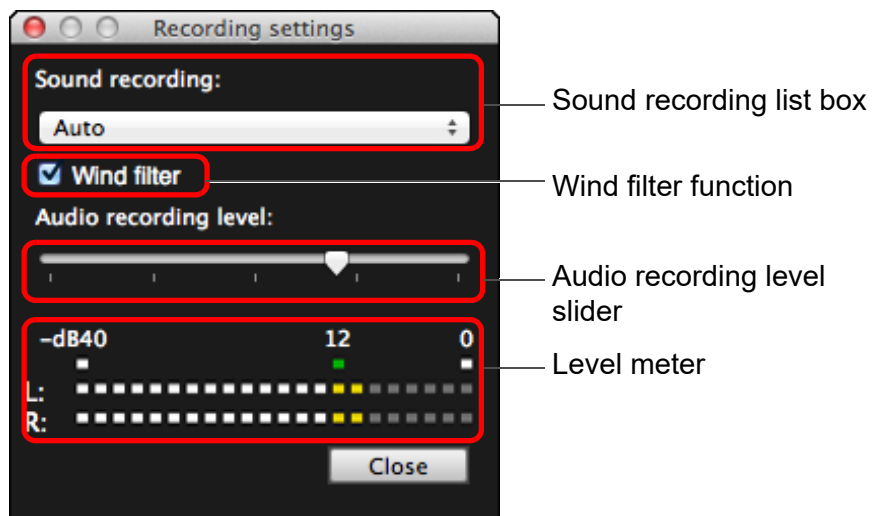 Recording settings
Sound recording:
Auto
Sound recording list box
Wind filter
Wind filter function
Audio recording level:
Audio recording level
slider
-dB40 12 0
Level meter
L:
R:
Close